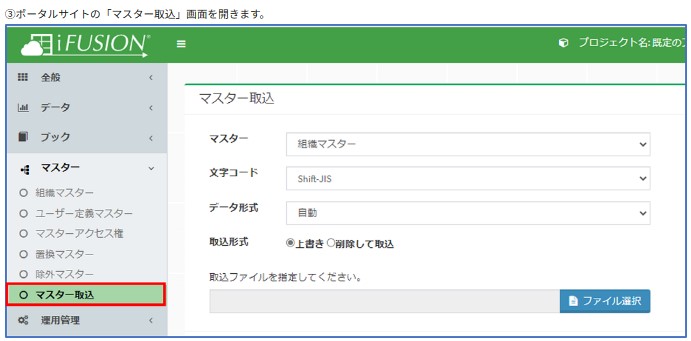 ③ポータルサイトの「マスター取込」画面を開きます。
iFUSION®
プロジェクト名: 既定の
全般
データ
ブック
マスター
組織マスター
ユーザー定義マスター
マスターアクセス権
置換マスター
除外マスター
マスター取込
運用管理
マスター取込
マスター 組織マスター
文字コード Shift-JIS
データ形式 自動
取込形式 上書き 削除して取込
取込ファイルを指定してください。
ファイル選択